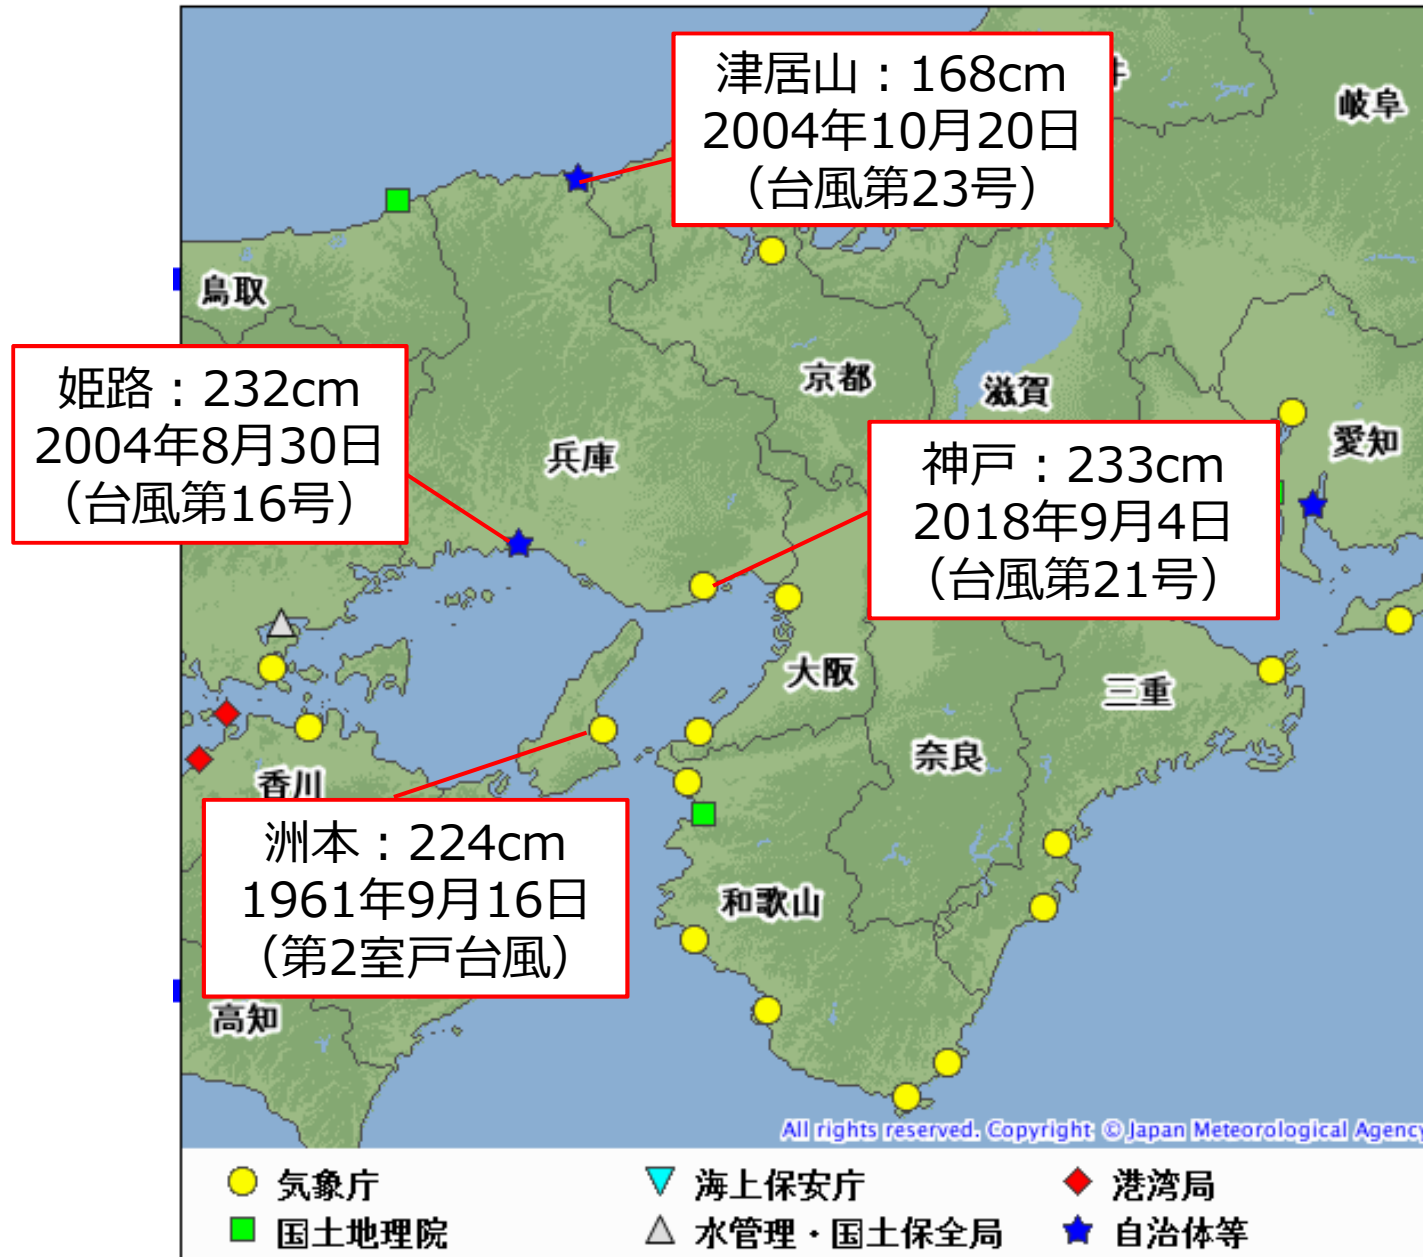 津居山：168cm
2004年10月20日
（台風第23号）
井
岐阜
鳥取
姫路：232cm
2004年8月30日
（台風第16号）
京都
滋賀
兵庫
神戸：233cm
2018年9月4日
（台風第21号）
愛知
大阪
三重
奈良
香川
洲本：224cm
1961年9月16日
（第2室戸台風）
和歌山
高知
All rights reserved. Copyright © Japan Meteorological Agency
気象庁
海上保安庁
港湾局
国土地理院
水管理・国土保全局
自治体等